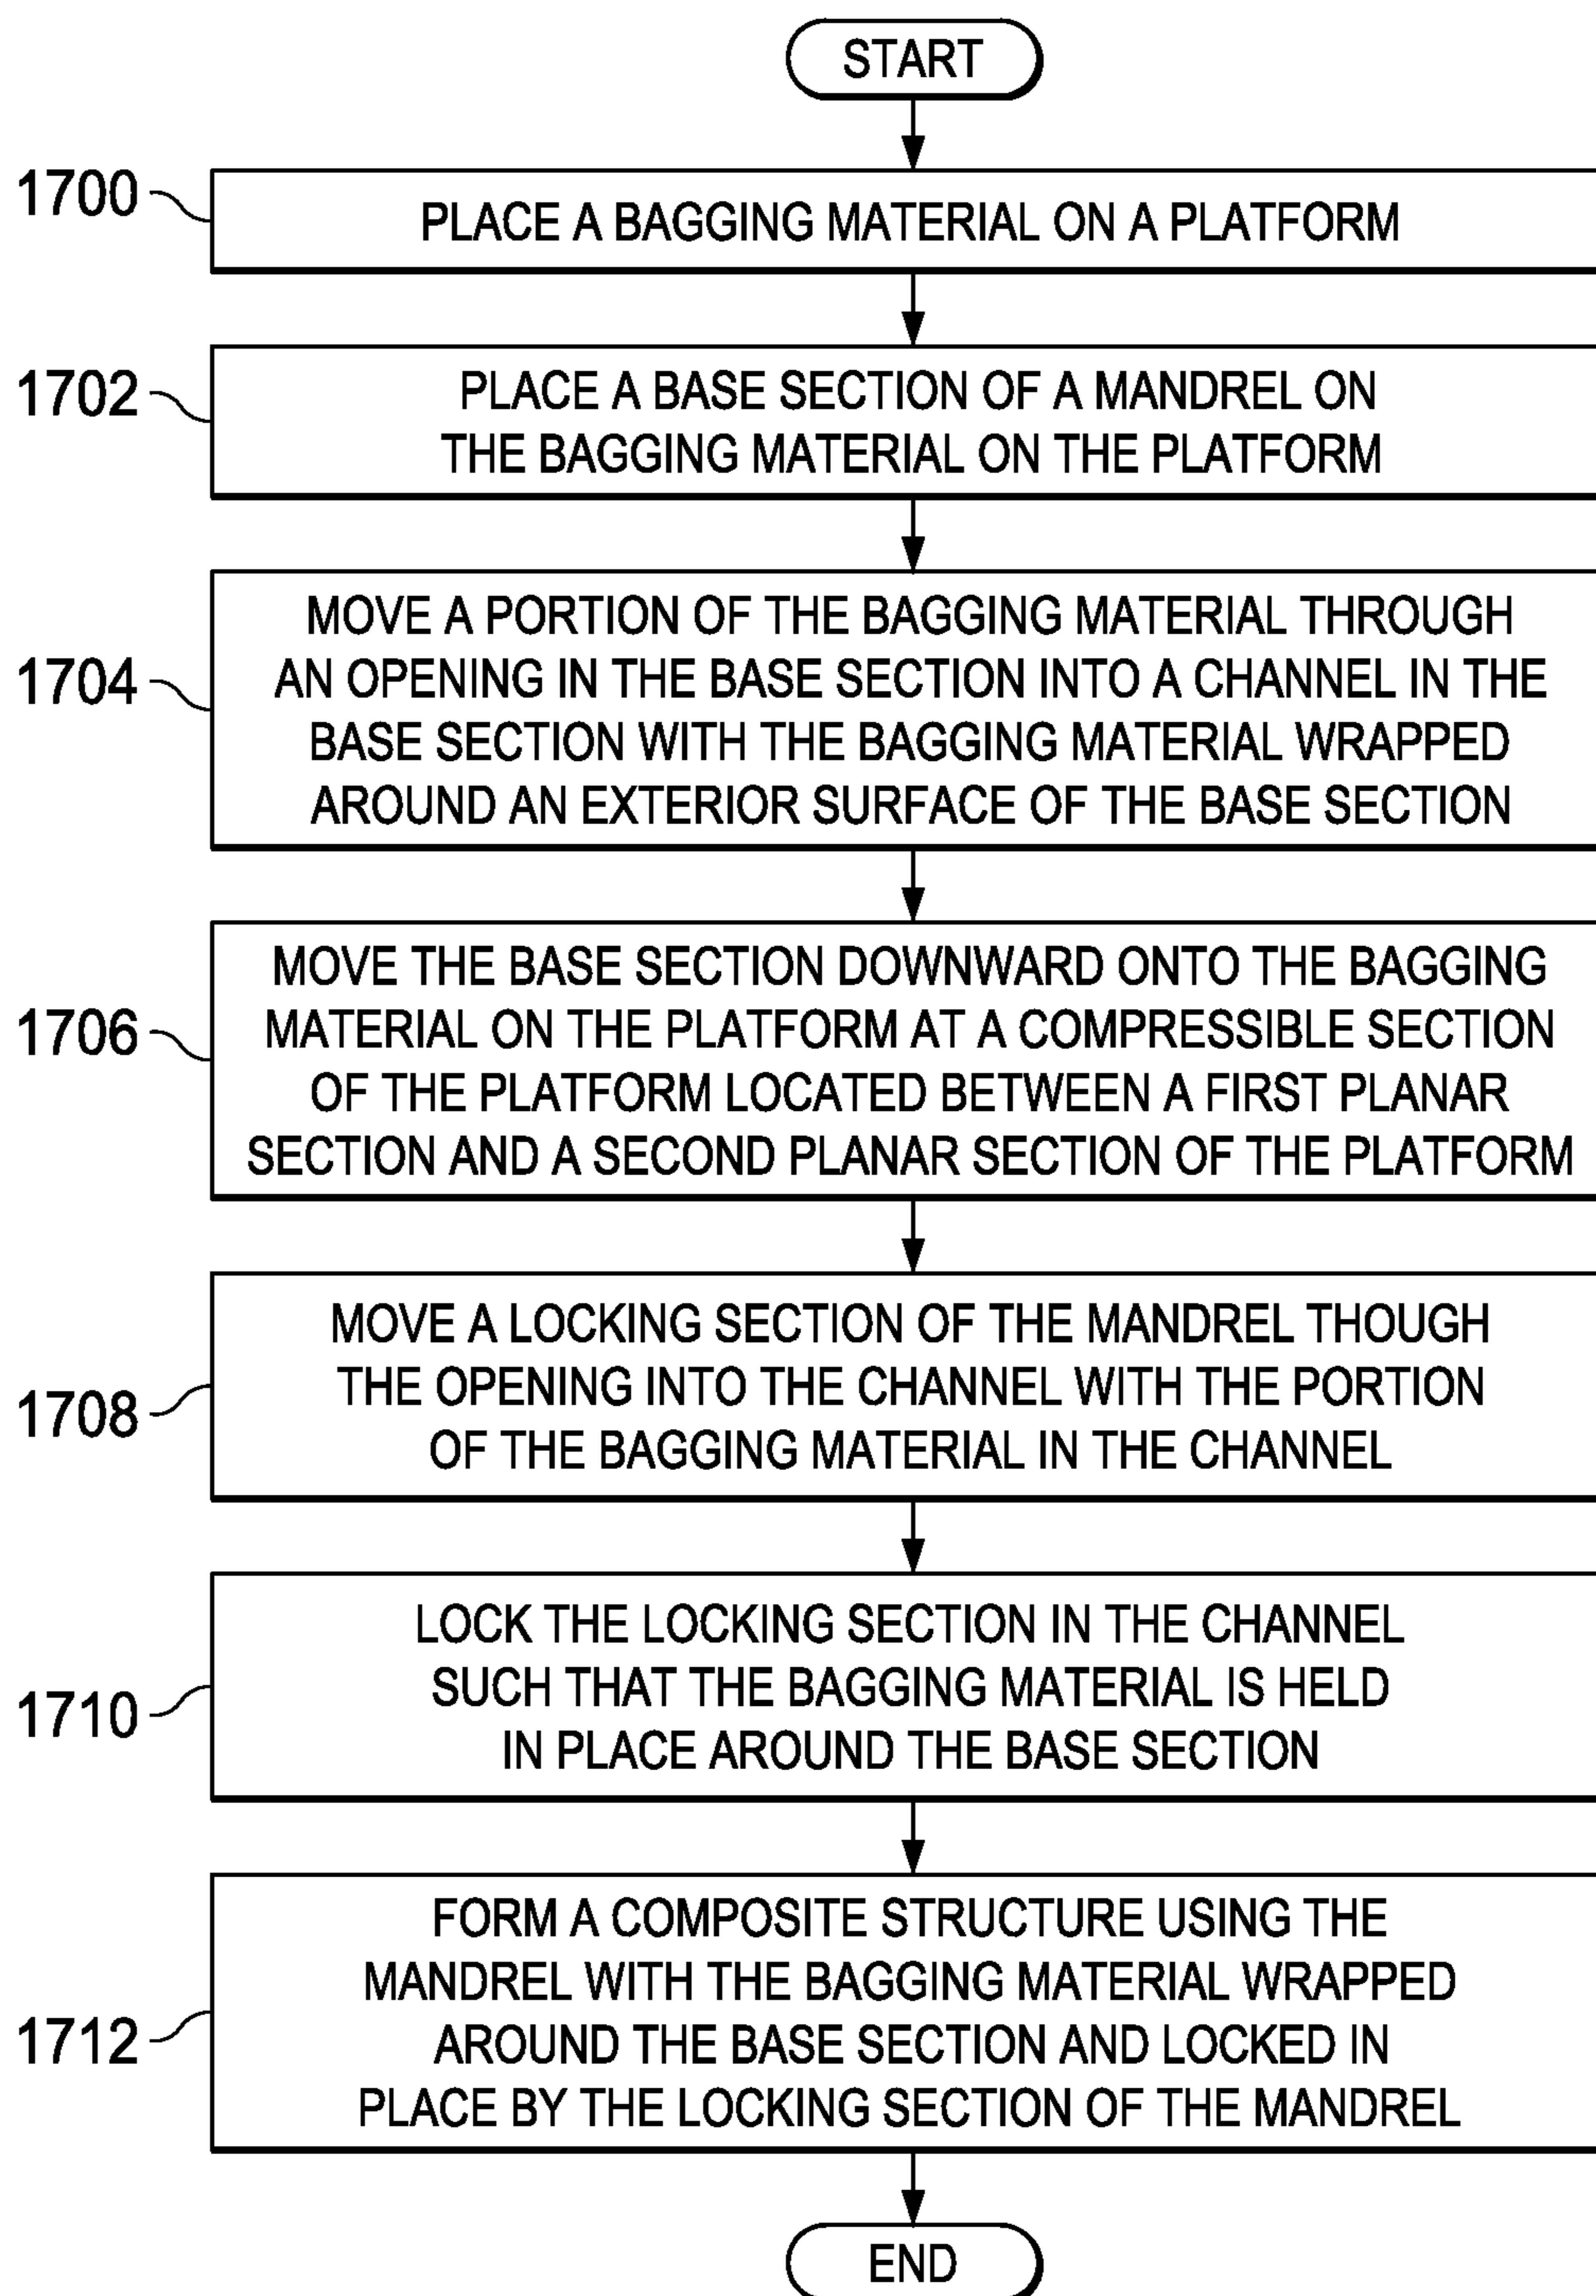 START
1700
PLACE A BAGGING MATERIAL ON A PLATFORM
1702
PLACE A BASE SECTION OF A MANDREL ON
THE BAGGING MATERIAL ON THE PLATFORM
1704
MOVE A PORTION OF THE BAGGING MATERIAL THROUGH
AN OPENING IN THE BASE SECTION INTO A CHANNEL IN THE
BASE SECTION WITH THE BAGGING MATERIAL WRAPPED
AROUND AN EXTERIOR SURFACE OF THE BASE SECTION
1706
MOVE THE BASE SECTION DOWNWARD ONTO THE BAGGING
MATERIAL ON THE PLATFORM AT A COMPRESSIBLE SECTION
OF THE PLATFORM LOCATED BETWEEN A FIRST PLANAR
SECTION AND A SECOND PLANAR SECTION OF THE PLATFORM
1708
MOVE A LOCKING SECTION OF THE MANDREL THOUGH
THE OPENING INTO THE CHANNEL WITH THE PORTION
OF THE BAGGING MATERIAL IN THE CHANNEL
1710
LOCK THE LOCKING SECTION IN THE CHANNEL
SUCH THAT THE BAGGING MATERIAL IS HELD
IN PLACE AROUND THE BASE SECTION
1712
FORM A COMPOSITE STRUCTURE USING THE
MANDREL WITH THE BAGGING MATERIAL WRAPPED
AROUND THE BASE SECTION AND LOCKED IN
PLACE BY THE LOCKING SECTION OF THE MANDREL
END